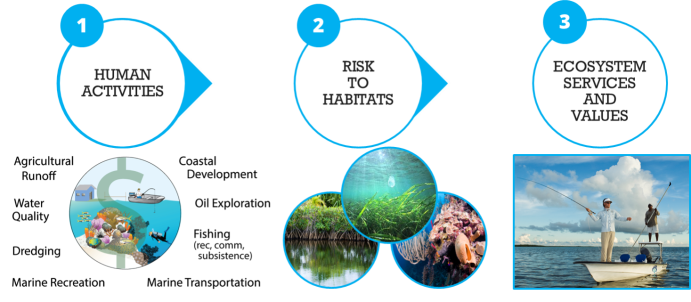 1
HUMAN
ACTIVITIES
2
RISK
TO
HABITATS
3
ECOSYSTEM
SERVICES
AND
VALUES
Agricultural
Runoff
Coastal
Development
Water
Quality
Oil Exploration
Fishing
(rec, comm,
subsistence)
Dredging
Marine Recreation
Marine Transportation
$